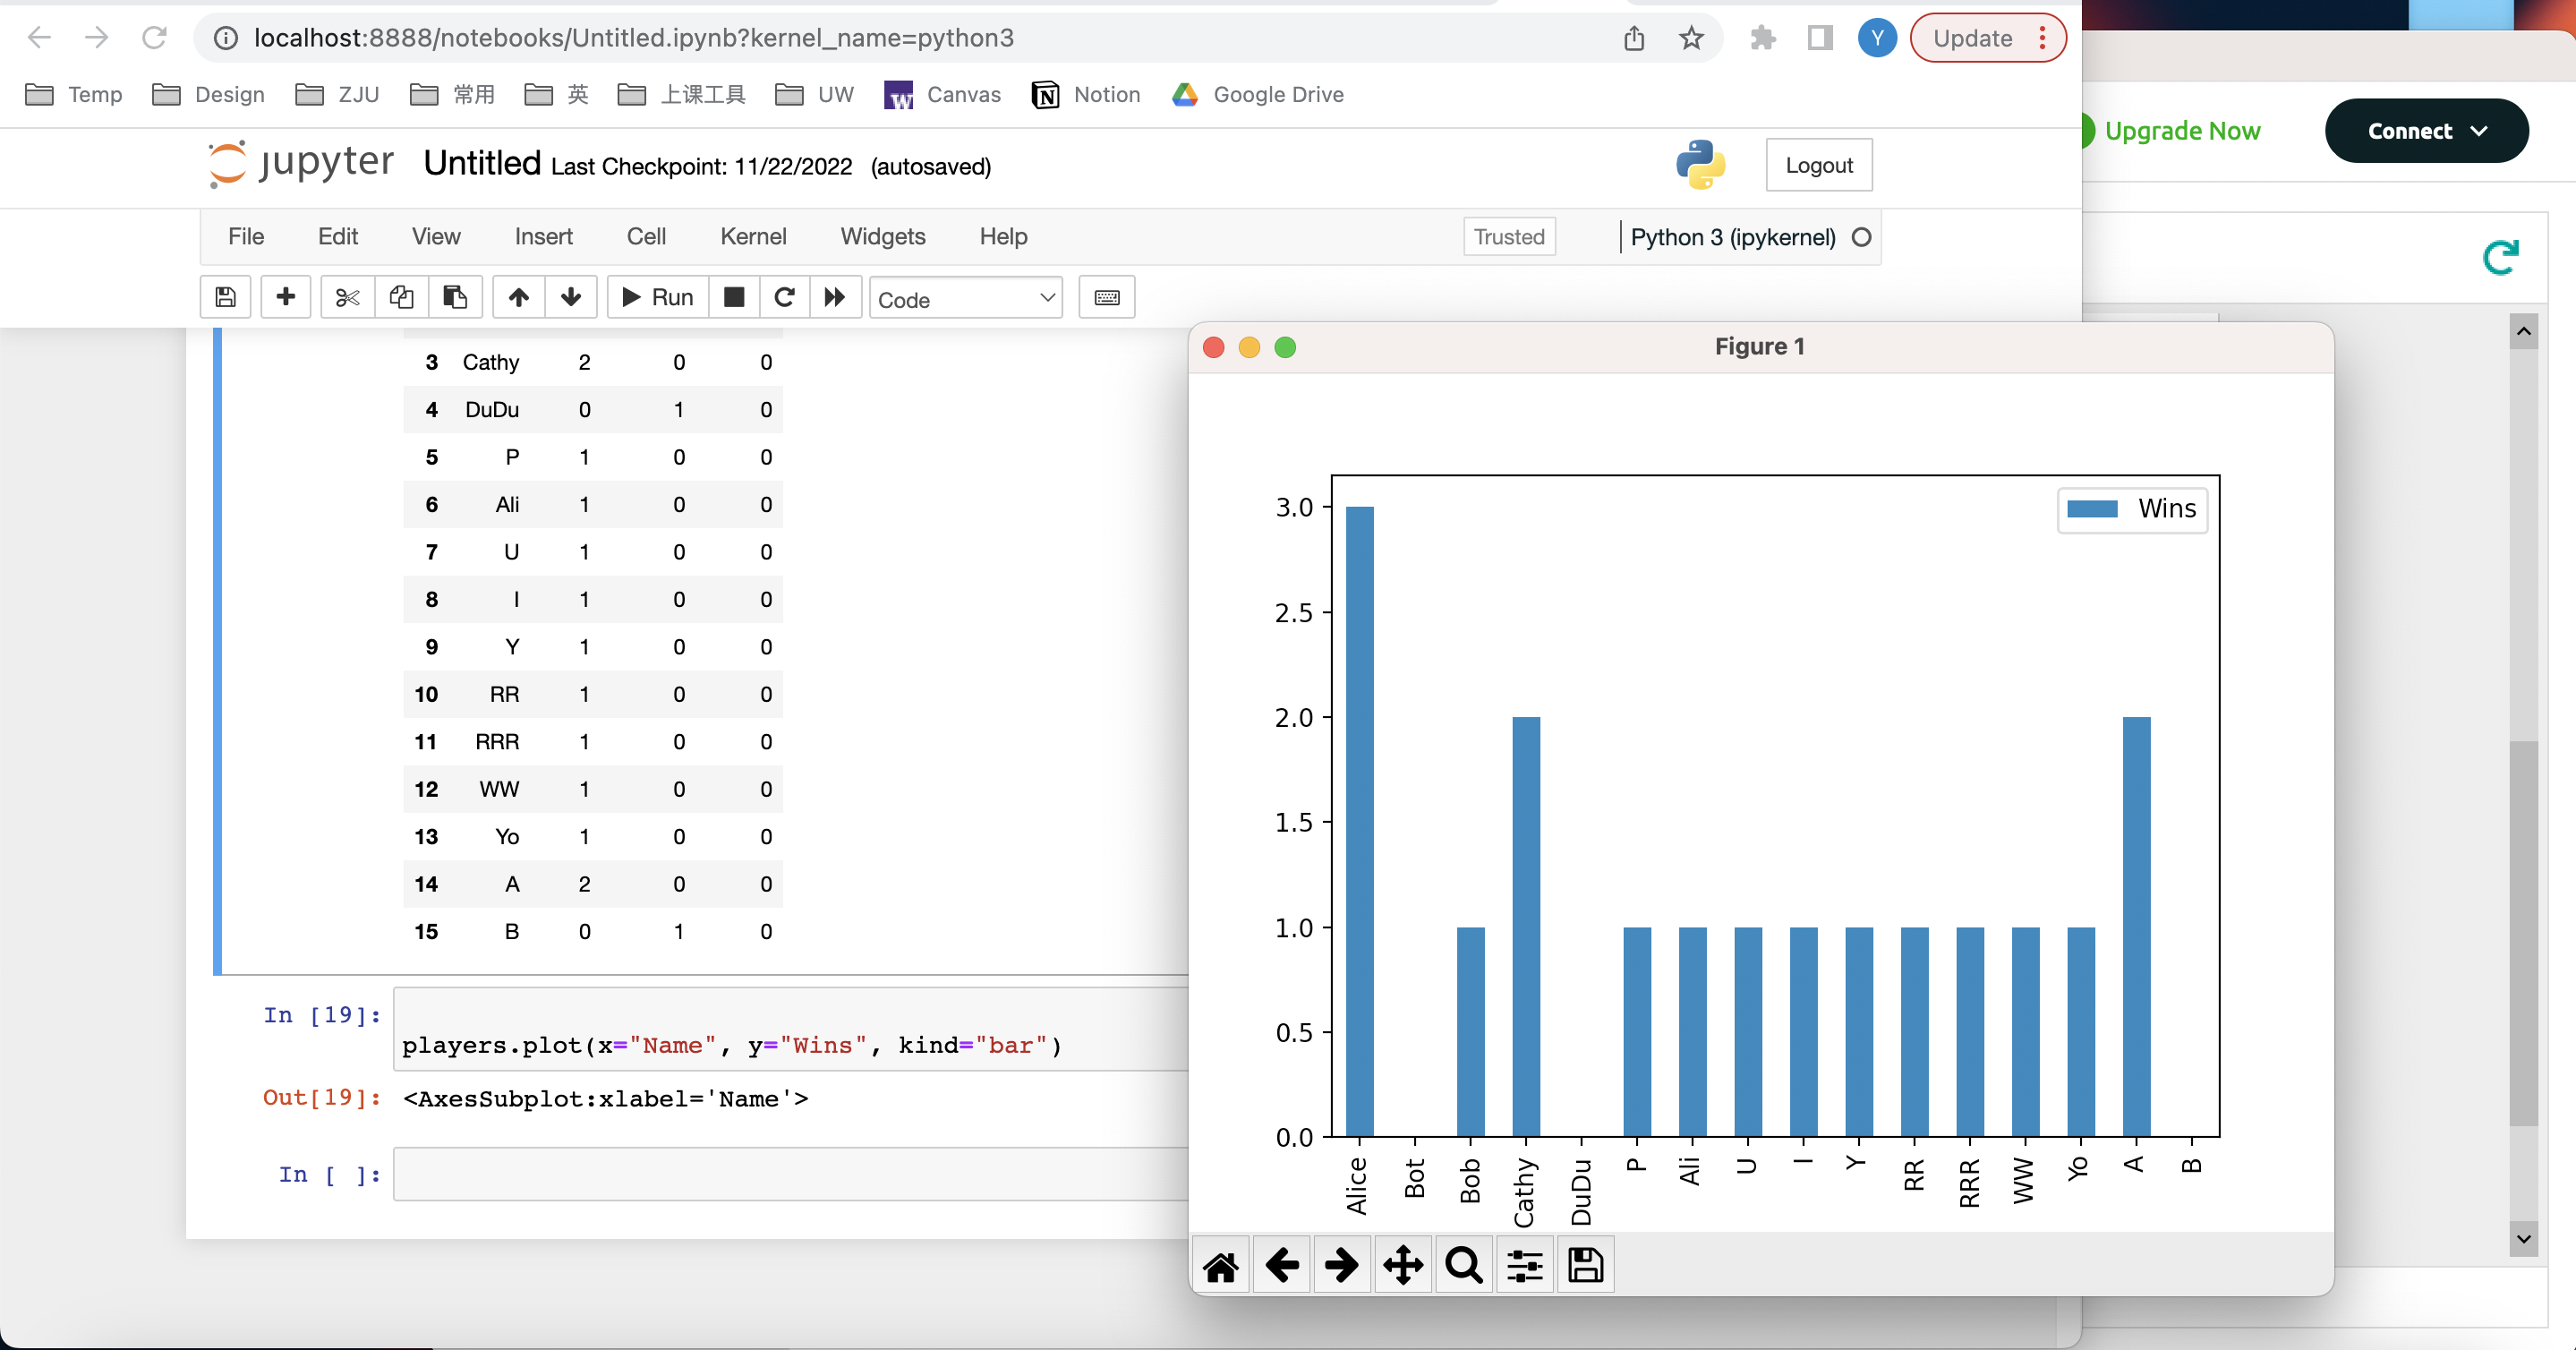 localhost:8888/notebooks/Untitled.ipynb?kernel_name=python3
Y
Update
Temp
Design
ZJU
常用
英
上课工具
UW
W
Canvas
N
Notion
Google Drive
Upgrade Now
Connect
jupyter Untitled Last Checkpoint: 11/22/2022 (autosaved)
Logout
File Edit View Insert Cell Kernel Widgets Help
Trusted
Python 3 (ipykernel)
Run
Code
3 Cathy 2 0 0
4 DuDu 0 1 0
5 P 1 0 0
6 Ali 1 0 0
7 U 1 0 0
8 I 1 0 0
9 Y 1 0 0
10 RR 1 0 0
11 RRR 1 0 0
12 WW 1 0 0
13 Yo 1 0 0
14 A 2 0 0
15 B 0 1 0
In [19]:
players.plot(x="Name", y="Wins", kind="bar")
Out[19]:
<AxesSubplot:xlabel='Name'>
In [ ]:
Figure 1
Wins
3.0
2.5
2.0
1.5
1.0
0.5
0.0
Alice
Bot
Bob
Cathy
DuDu
P
Ali
U
I
Y
RR
RRR
WW
Yo
A
B